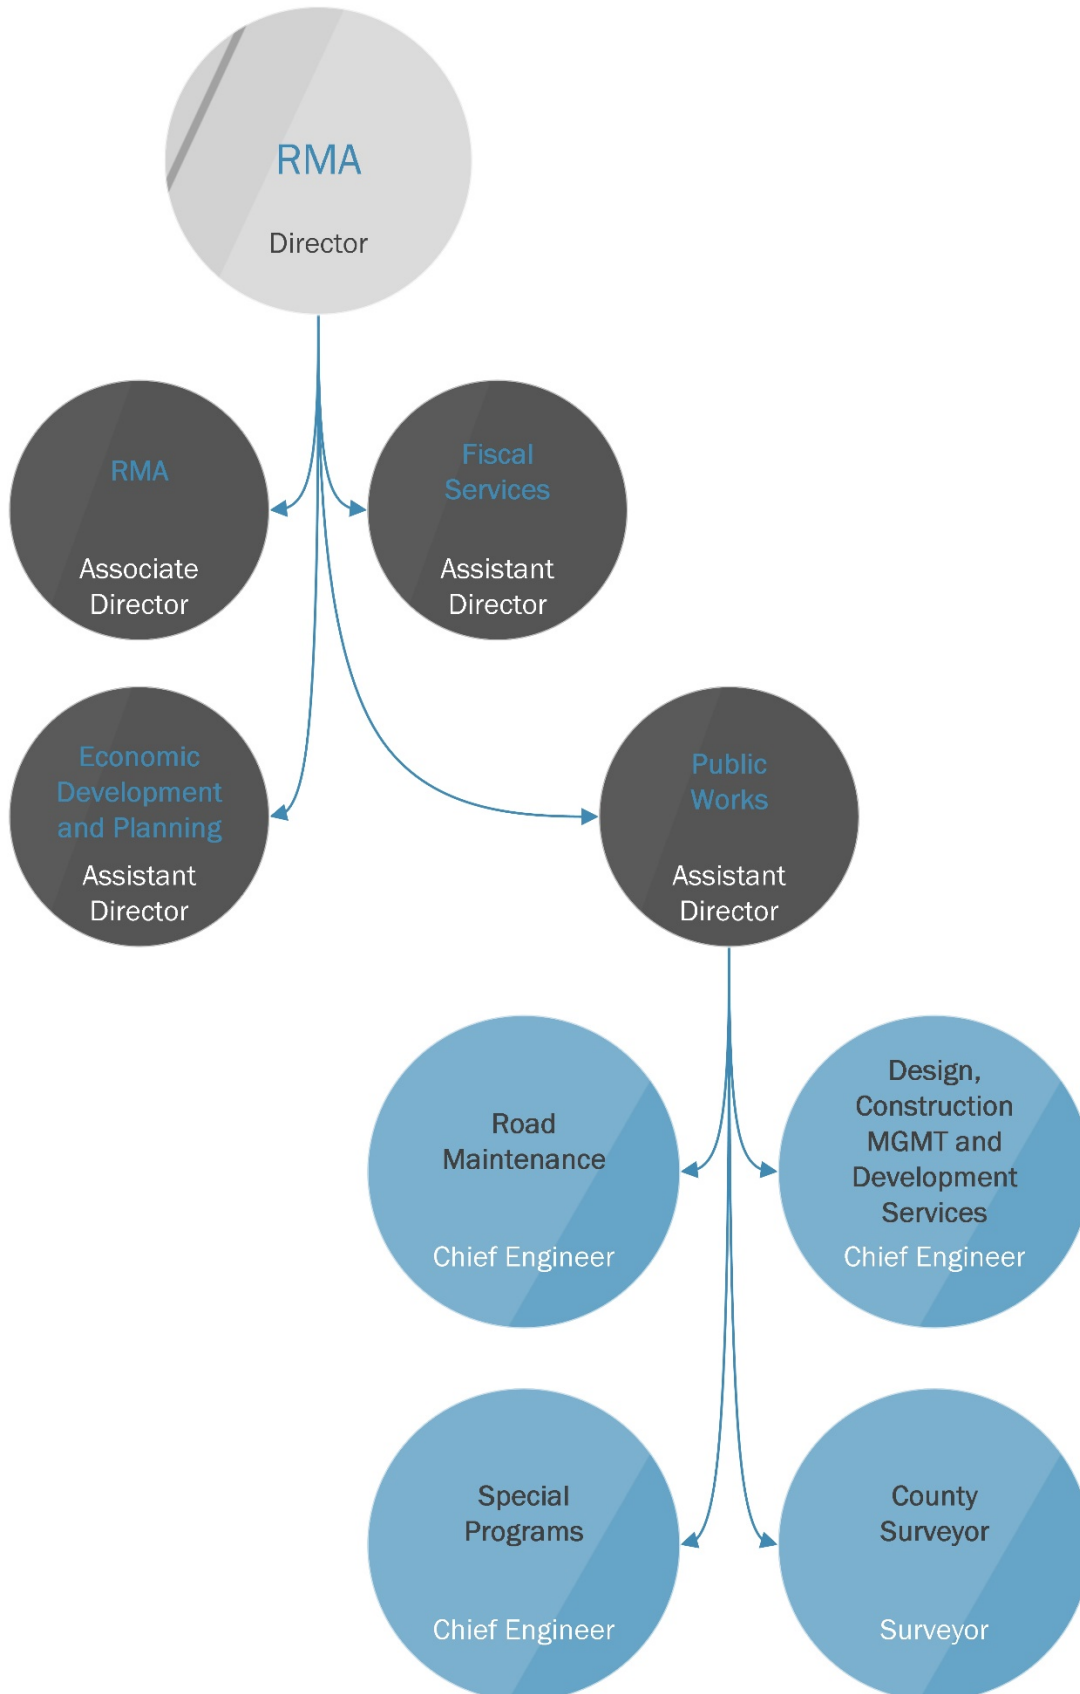 RMA
Director
RMA
Associate
Director
Fiscal
Services
Assistant
Director
Economic
Development
and Planning
Assistant
Director
Public
Works
Assistant
Director
Road
Maintenance
Chief Engineer
Design,
Construction
MGMT and
Development
Services
Chief Engineer
Special
Programs
Chief Engineer
County
Surveyor
Surveyor